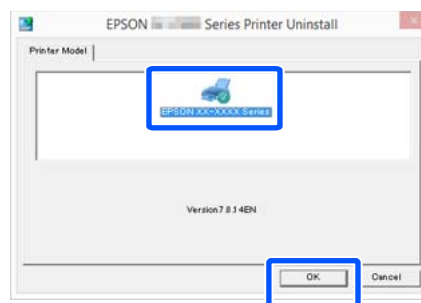 EPSON Series Printer Uninstall
Printer Model
EPSON XX-XXXX Series
Version7.8.14EN
OK Cancel